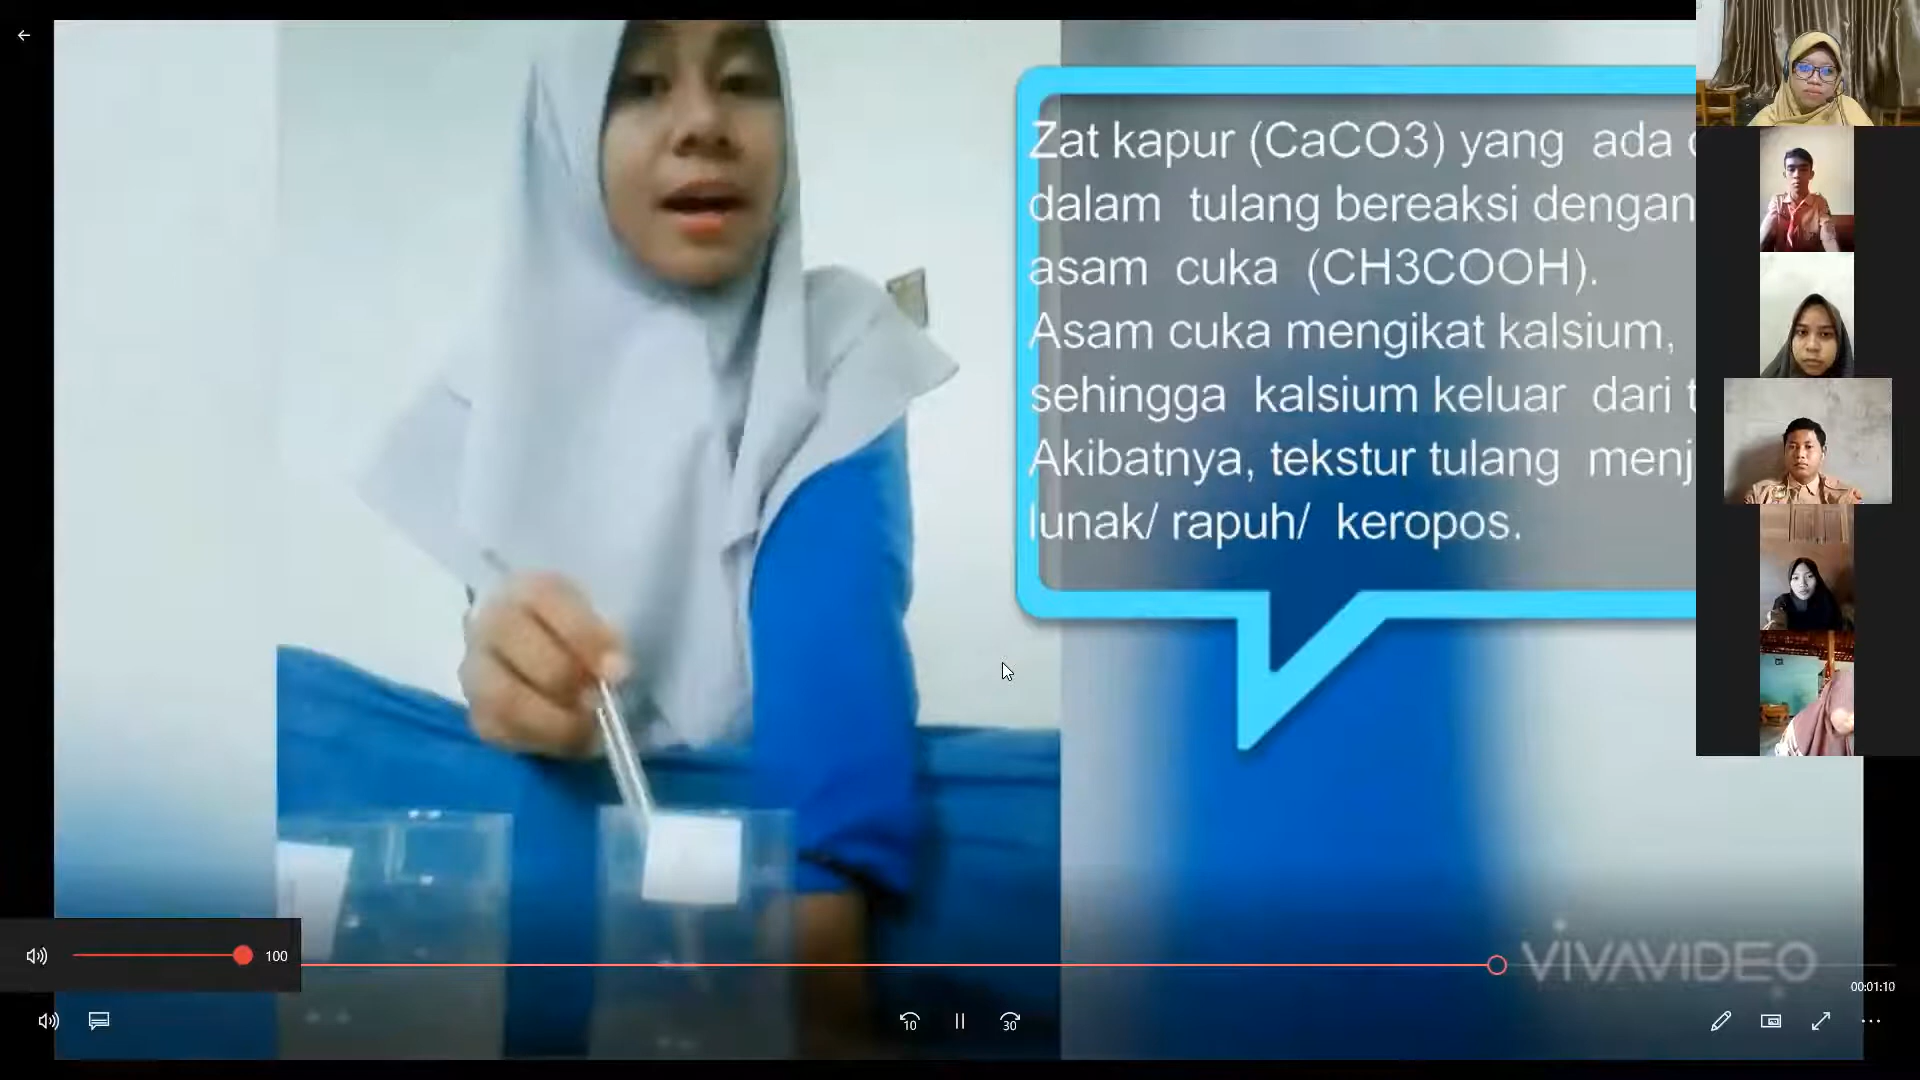 Zat kapur (CaCO3) yang ada
dalam tulang bereaksi dengan
asam cuka (CH3COOH).
Asam cuka mengikat kalsium,
sehingga kalsium keluar dari
Akibatnya, tekstur tulang
lunak/ rapuh/ keropos.
100
VIVAVIDEO
00:01:10
10
30